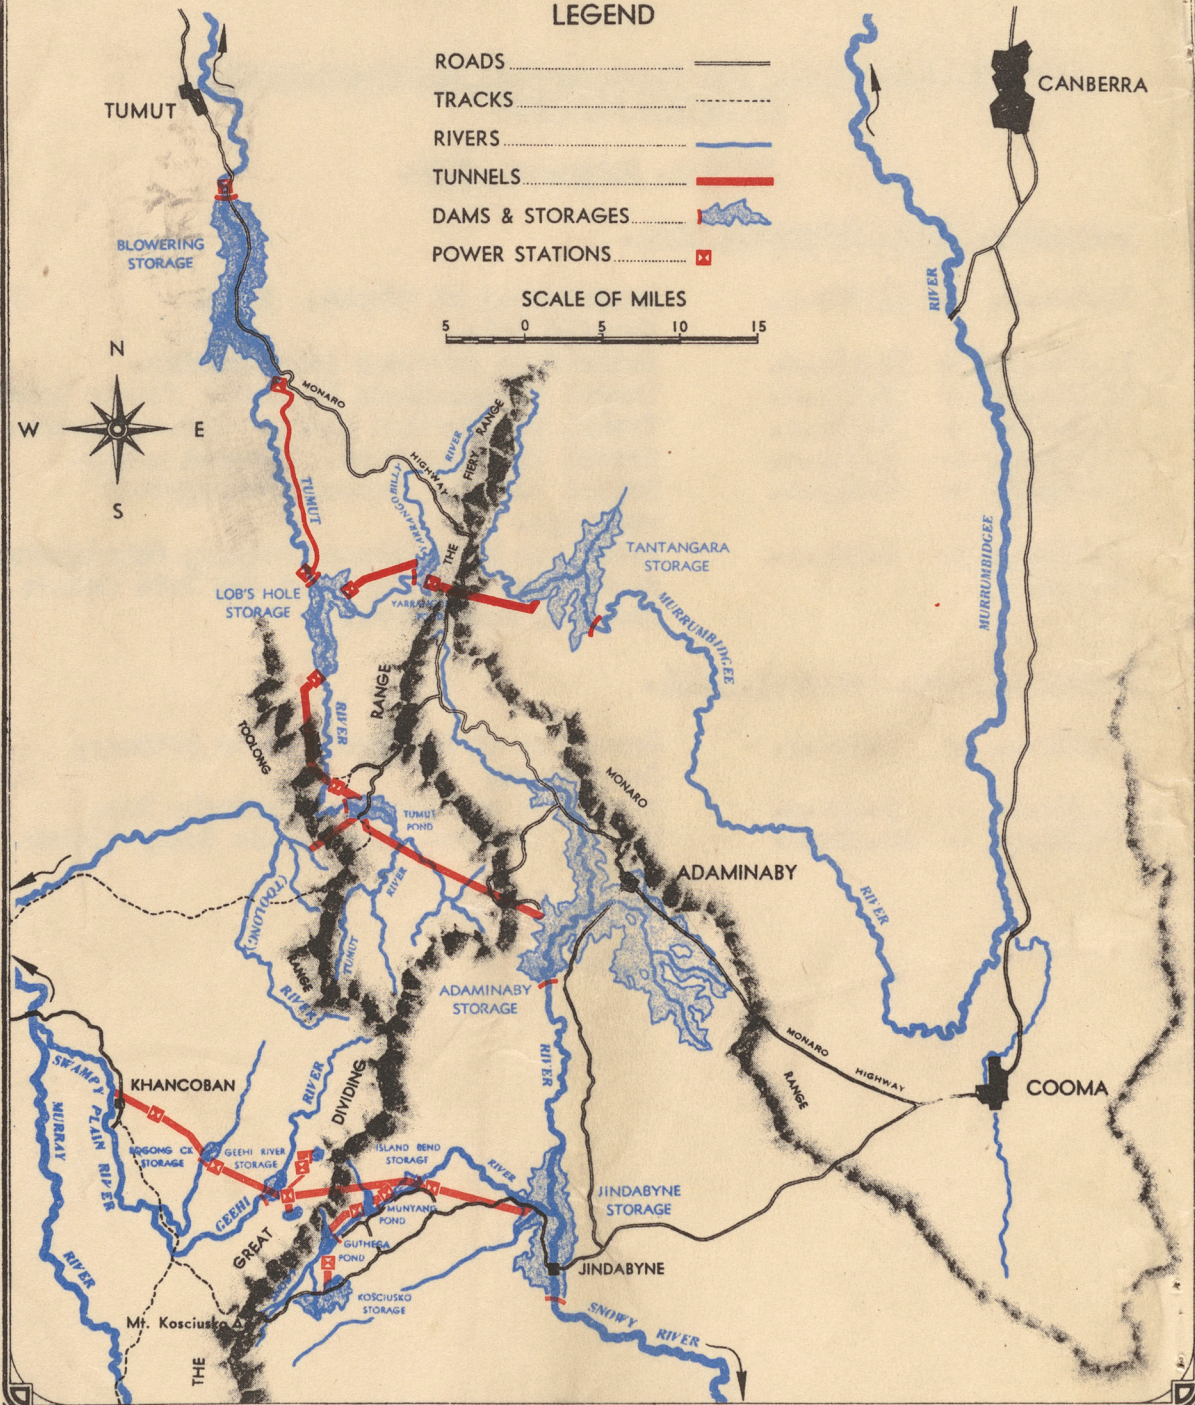 LEGEND
ROADS
TRACKS
RIVERS
TUNNELS
DAMS & STORAGES
POWER STATIONS
SCALE OF MILES
5 0 5 10 15
TUMUT
CANBERRA
BLOWERING
STORAGE
RIVER
N
W E
S
MONARO
HIGHWAY
RIVER
FIERY RANGE
THE
TUMUT
TANTANGARA
STORAGE
LOB'S HOLE
STORAGE
MURRUMBIDGEE
MURRUMBIDGEE
RANGE
RIVER
TOOLONG
MONARO
TUMUT
POND
ADAMINABY
RIVER
(TOOLONG)
RIVER
TUMUT
RANGE
RIVER
ADAMINABY
STORAGE
RIVER
MONARO
HIGHWAY
RANGE
COOMA
SWAMPY PLAIN RIVER
KHANCOBAN
MURRAY
RIVER
DIVIDING
GEEHI RIVER
STORAGE
STORAGE
ISLAND BEND
STORAGE
RIVER
GEEHI
MUNYANG
POND
JINDABYNE
STORAGE
GREAT
GUTHEGA
POND
JINDABYNE
RIVER
KOSCIUSKO
STORAGE
Mt. Kosciusko
SNOWY RIVER
THE